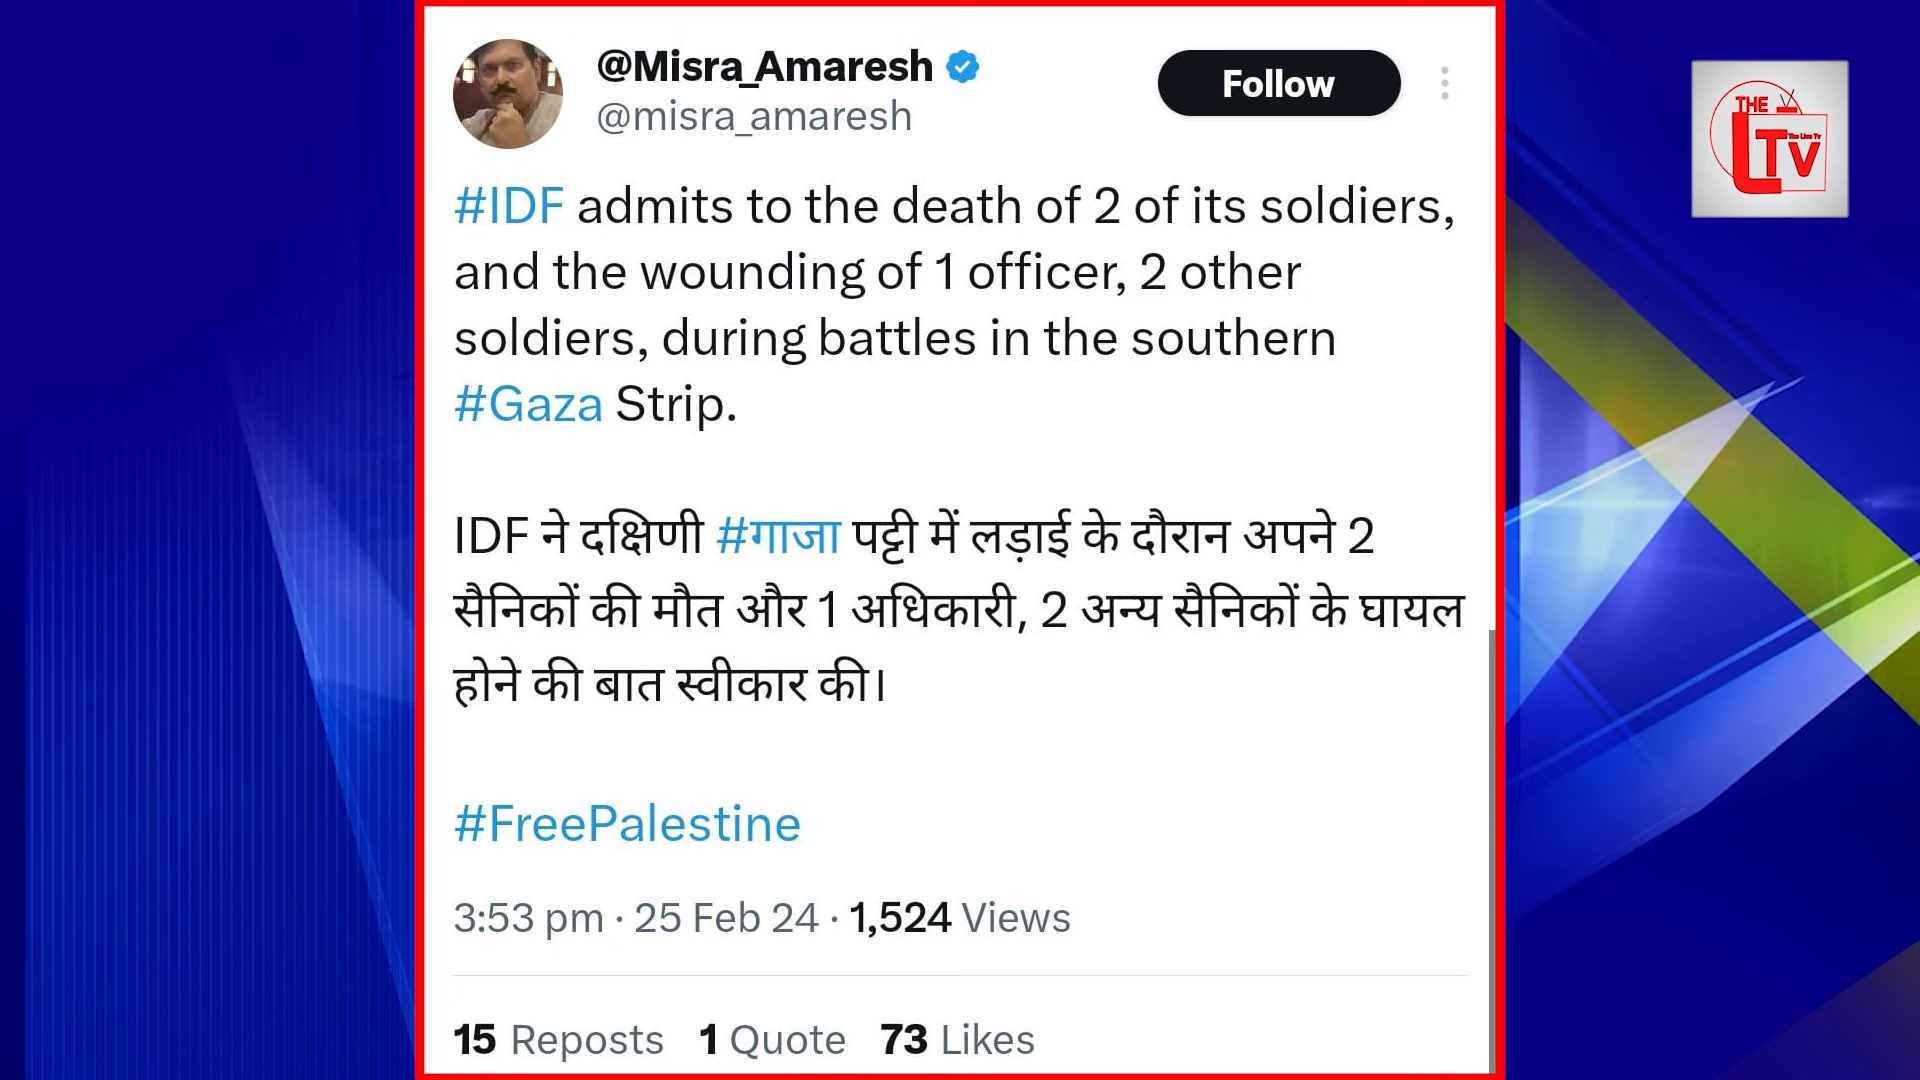 @Misra_Amaresh
@misra_amaresh
Follow
THE
LTV
The Live Tv
#IDF admits to the death of 2 of its soldiers,
and the wounding of 1 officer, 2 other
soldiers, during battles in the southern
#Gaza Strip.
IDF ने दक्षिणी #गाजा पट्टी में लड़ाई के दौरान अपने 2
सैनिकों की मौत और 1 अधिकारी, 2 अन्य सैनिकों के घायल
होने की बात स्वीकार की।
#FreePalestine
3:53 pm · 25 Feb 24 · 1,524 Views
15 Reposts 1 Quote 73 Likes